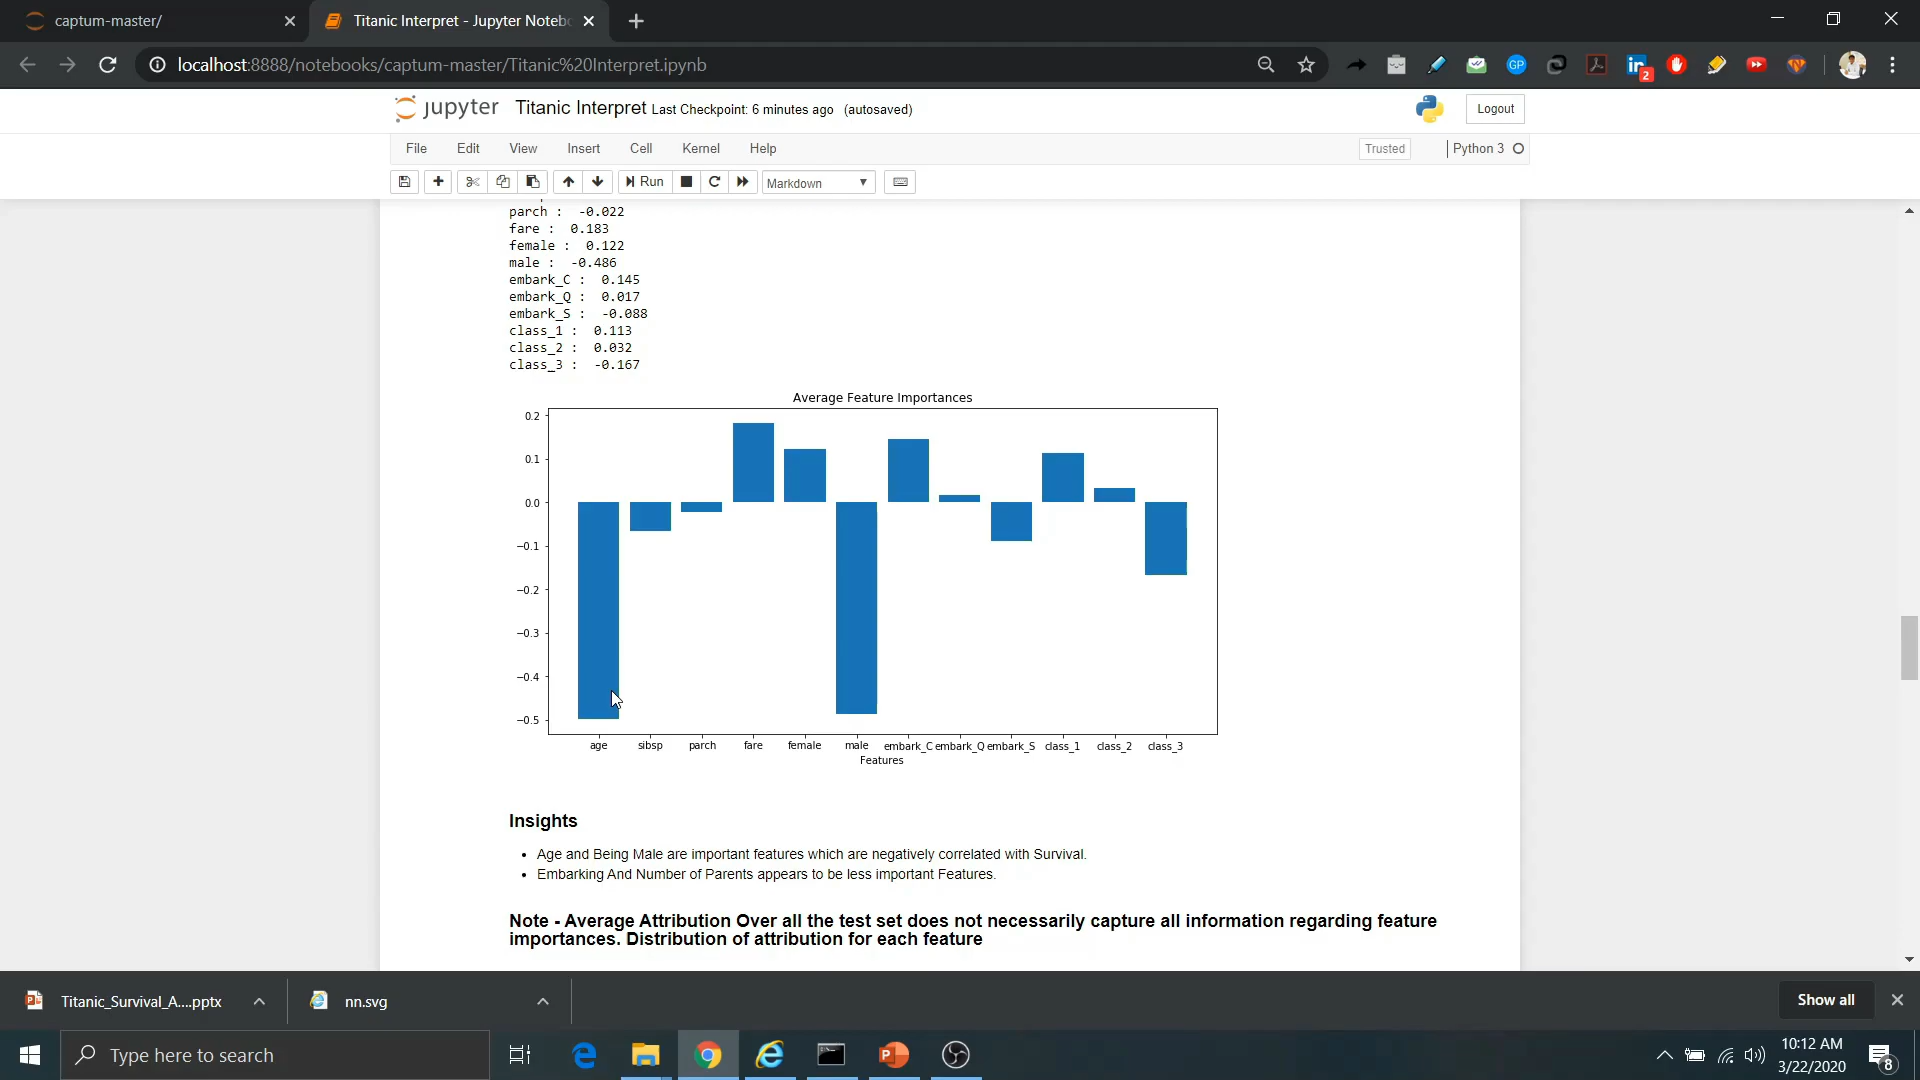 captum-master/
Titanic Interpret - Jupyter Notebo
localhost:8888/notebooks/captum-master/Titanic%20Interpret.ipynb
GP
2
jupyter Titanic Interpret Last Checkpoint: 6 minutes ago (autosaved)
Logout
File Edit View Insert Cell Kernel Help
Trusted
Python 3
Run
Markdown
parch : -0.022
fare : 0.183
female : 0.122
male : -0.486
embark_C : 0.145
embark_Q : 0.017
embark_S : -0.088
class_1 : 0.113
class_2 : 0.032
class_3 : -0.167
Average Feature Importances
0.2
0.1
0.0
−0.1
−0.2
−0.3
−0.4
−0.5
age sibsp parch fare female male embark_C embark_Q embark_S class_1 class_2 class_3
Features
Insights
• Age and Being Male are important features which are negatively correlated with Survival.
• Embarking And Number of Parents appears to be less important Features.
Note - Average Attribution Over all the test set does not necessarily capture all information regarding feature
importances. Distribution of attribution for each feature
Titanic_Survival_A....pptx
nn.svg
Show all
Type here to search
10:12 AM
3/22/2020
8